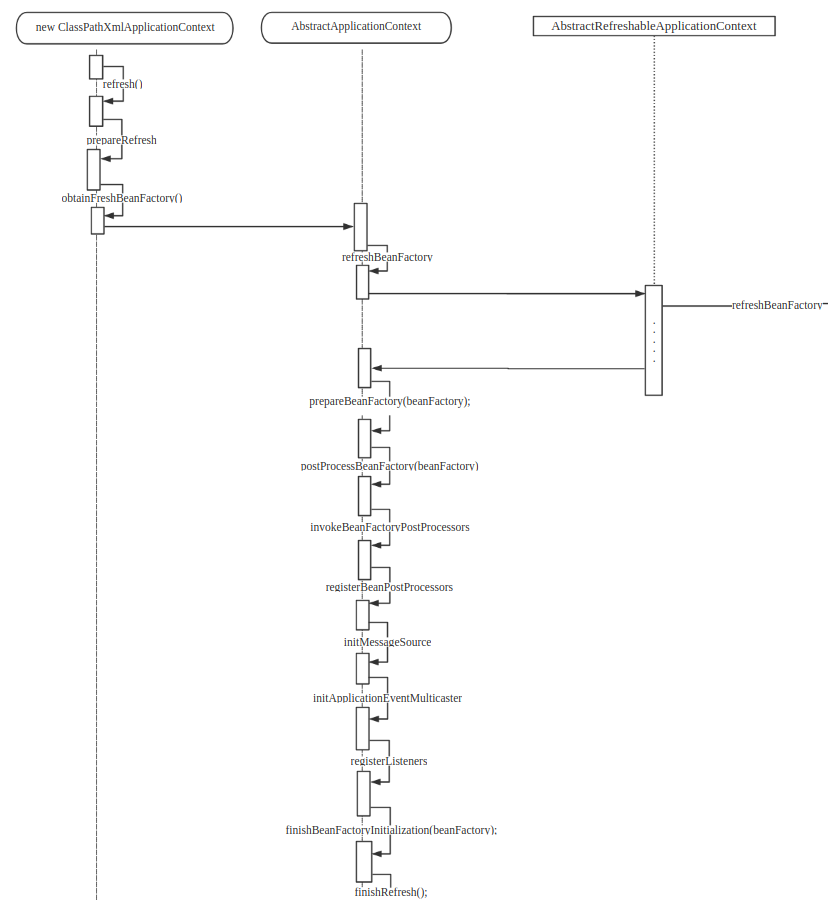 new ClassPathXmlApplicationContext
AbstractApplicationContext
AbstractRefreshableApplicationContext
refresh()
prepareRefresh
obtainFreshBeanFactory()
refreshBeanFactory
refreshBeanFactory
prepareBeanFactory(beanFactory);
postProcessBeanFactory(beanFactory)
invokeBeanFactoryPostProcessors
registerBeanPostProcessors
initMessageSource
initApplicationEventMulticaster
registerListeners
finishBeanFactoryInitialization(beanFactory);
finishRefresh();